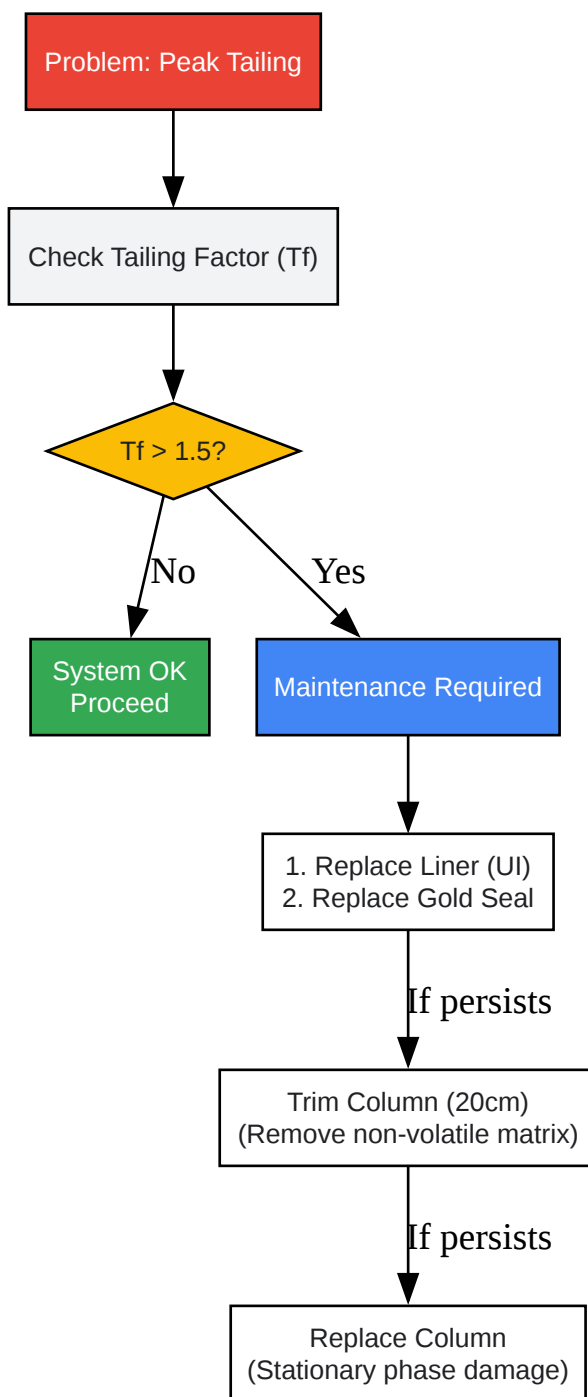 Problem: Peak Tailing
Check Tailing Factor (Tf)
Tf > 1.5?
No
Yes
System OK
Proceed
Maintenance Required
1. Replace Liner (UI)
2. Replace Gold Seal
If persists
Trim Column (20cm)
(Remove non-volatile matrix)
If persists
Replace Column
(Stationary phase damage)